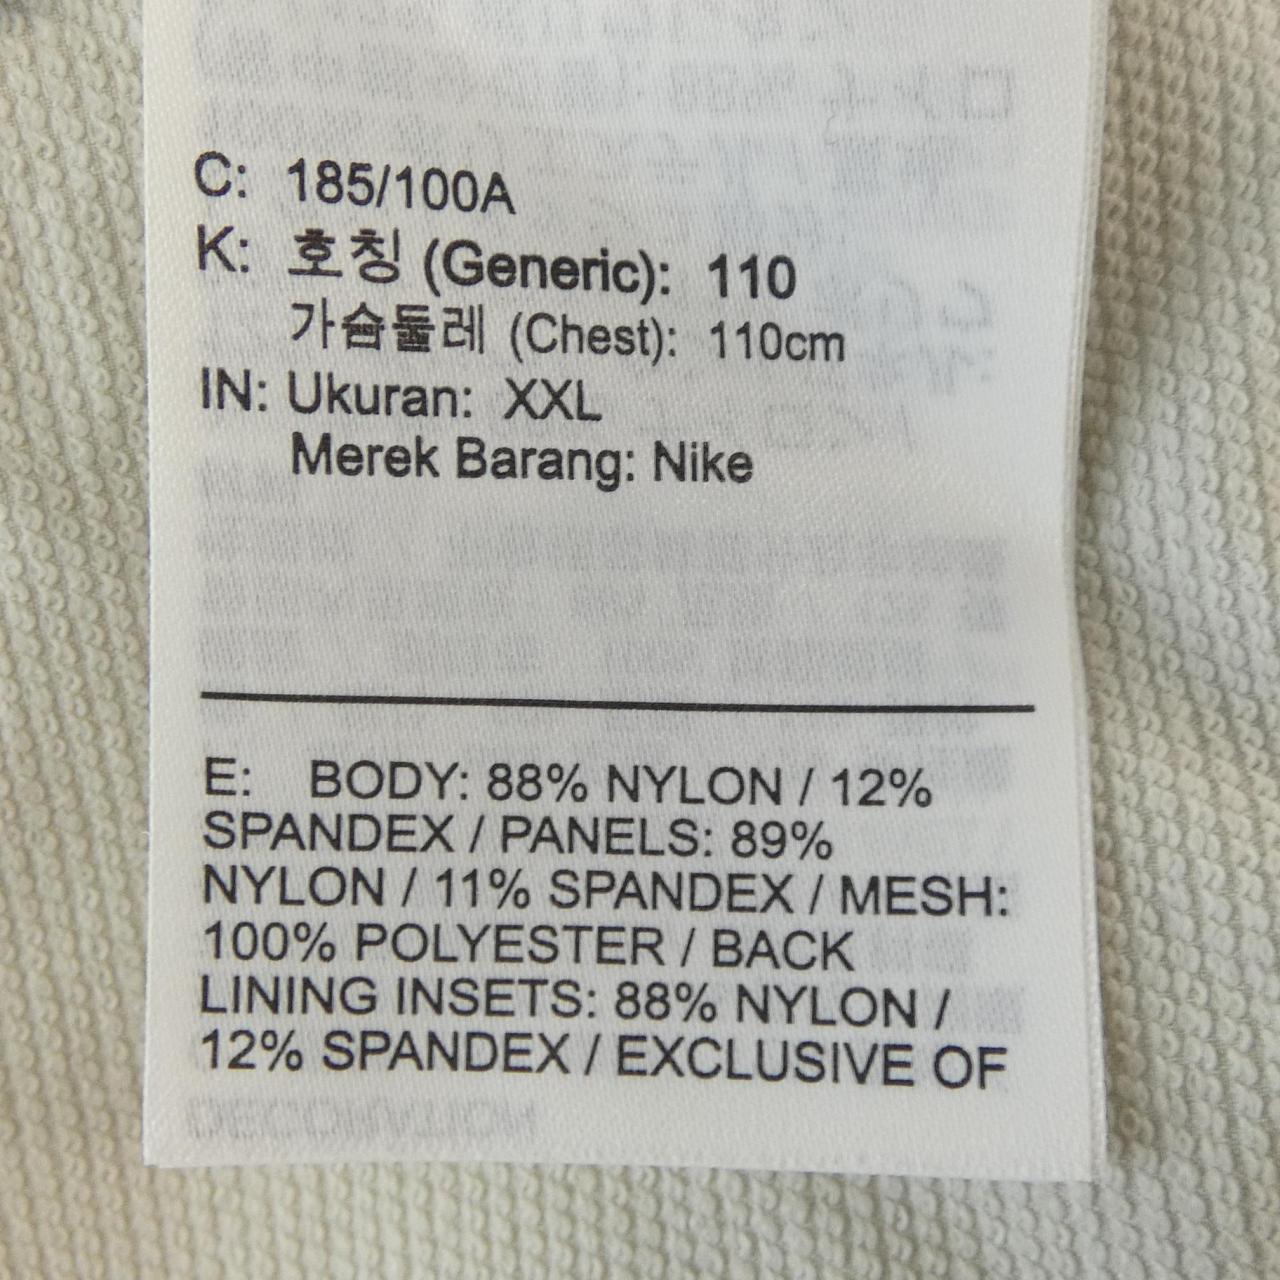 C: 185/100A
K: 호칭 (Generic): 110
가슴둘레 (Chest): 110cm
IN: Ukuran: XXL
Merek Barang: Nike
E: BODY: 88% NYLON / 12%
SPANDEX / PANELS: 89%
NYLON / 11% SPANDEX / MESH:
100% POLYESTER / BACK
LINING INSETS: 88% NYLON /
12% SPANDEX / EXCLUSIVE OF